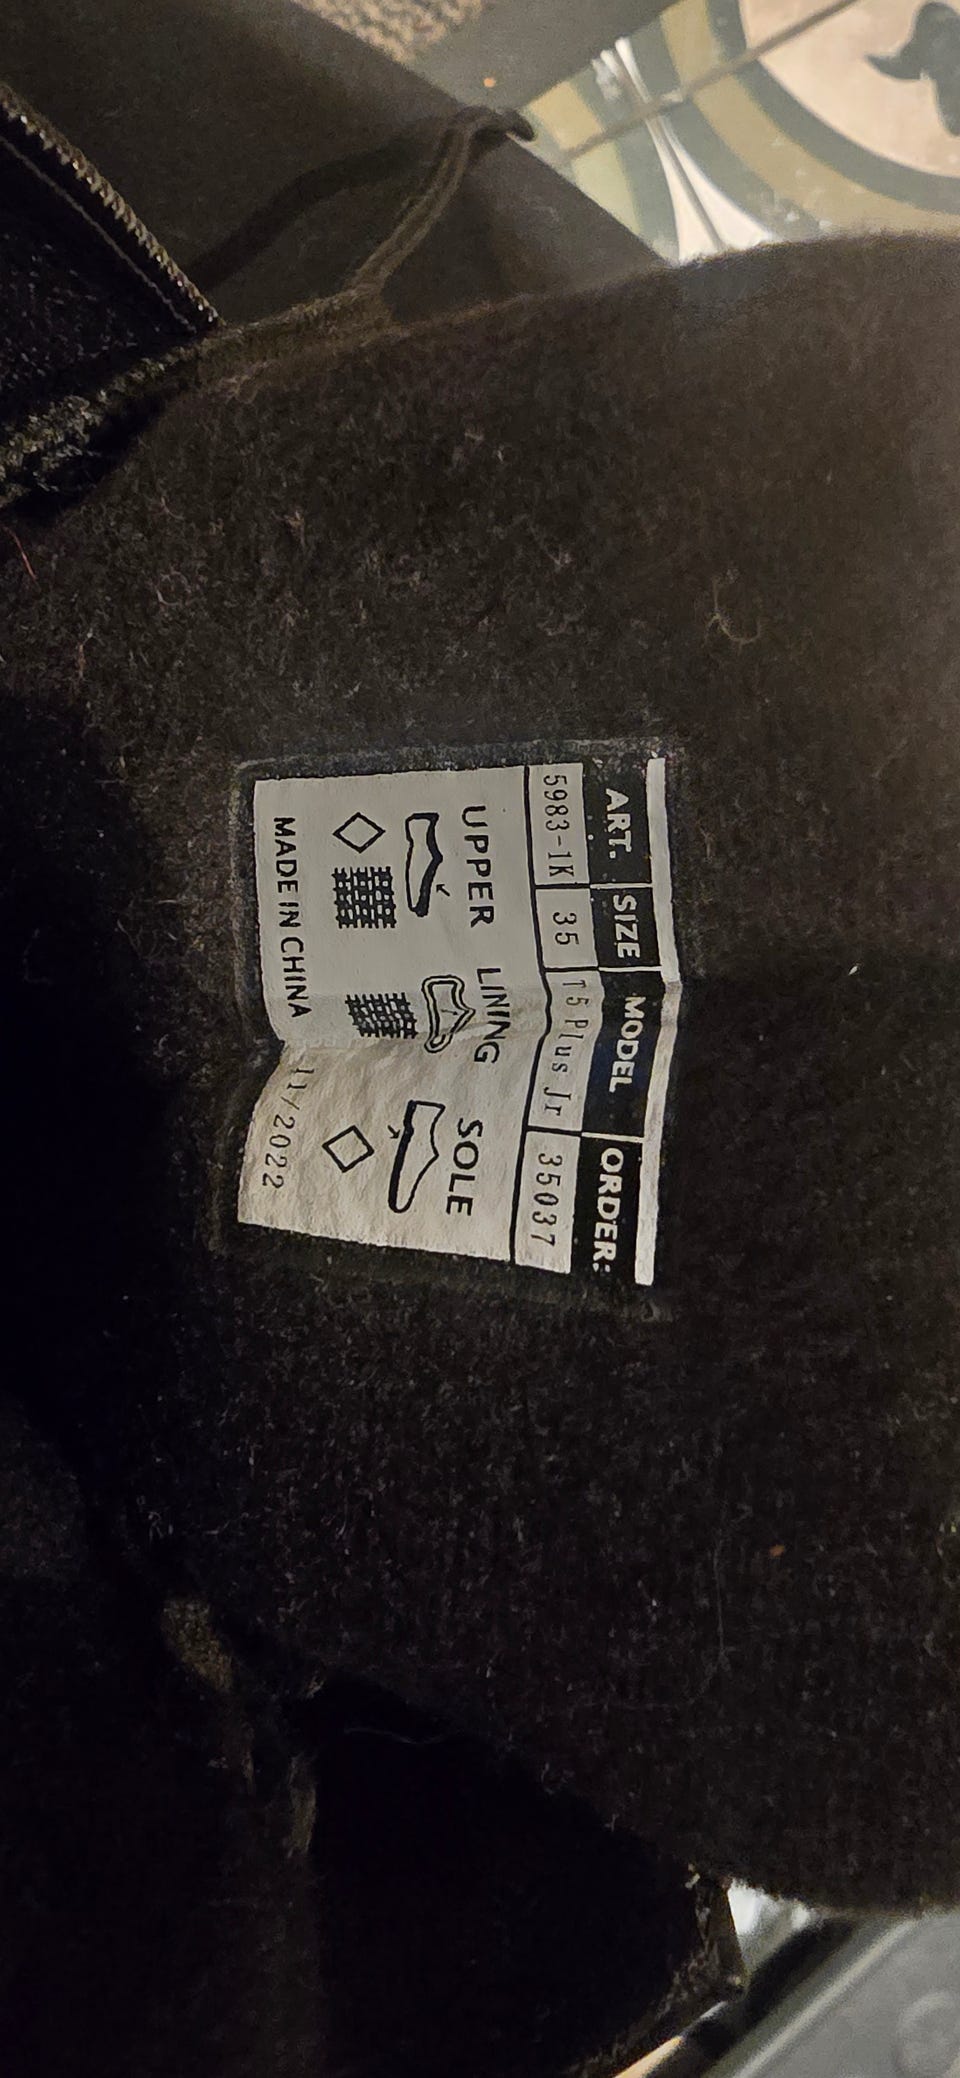 ART. SIZE MODEL ORDER:
5983-1K 35 T5 Plus Jr 35037
UPPER LINING SOLE
MADE IN CHINA 11/2022